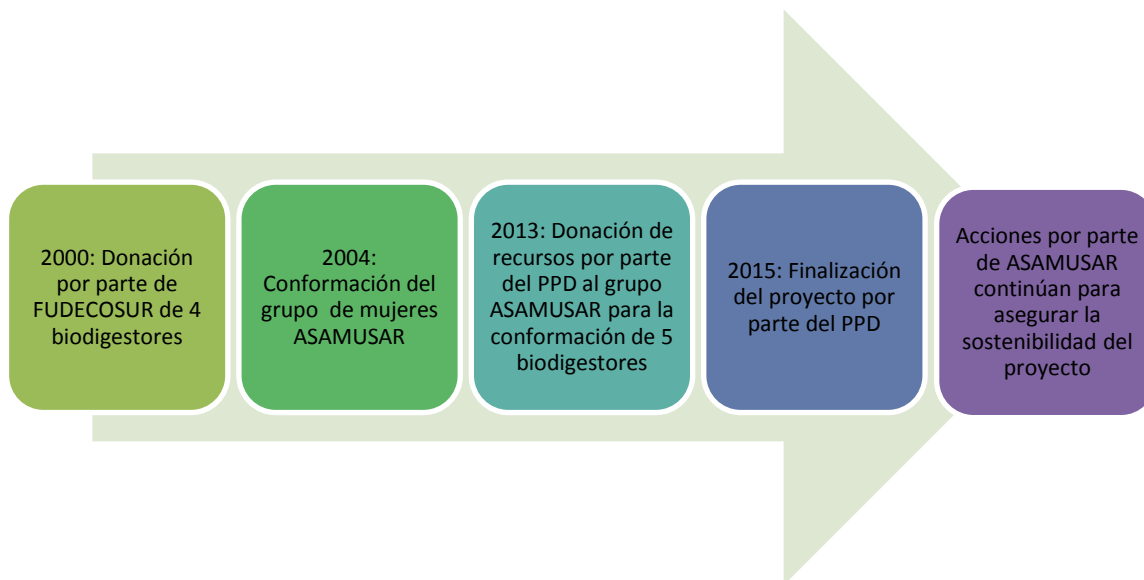 2000: Donación
por parte de
FUDECOSUR de 4
biodigestores
2004:
Conformación del
grupo de mujeres
ASAMUSAR
2013: Donación de
recursos por parte
del PPD al grupo
ASAMUSAR para la
conformación de 5
biodigestores
2015: Finalización
del proyecto por
parte del PPD
Acciones por parte
de ASAMUSAR
continúan para
asegurar la
sostenibilidad del
proyecto